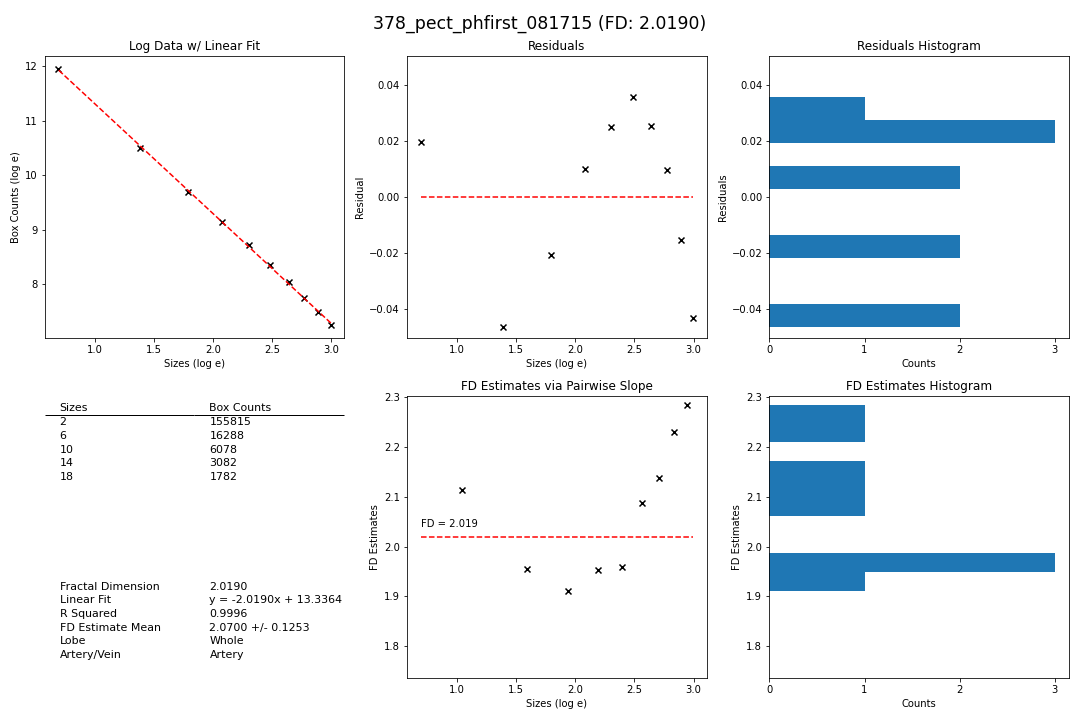 378_pect_phfirst_081715 (FD: 2.0190)
Log Data w/ Linear Fit
Box Counts (log e)
12
11
10
9
8
1.0 1.5 2.0 2.5 3.0
Sizes (log e)
Residuals
Residual
0.04
0.02
0.00
−0.02
−0.04
1.0 1.5 2.0 2.5 3.0
Sizes (log e)
Residuals Histogram
Residuals
0.04
0.02
0.00
−0.02
−0.04
0 1 2 3
Counts
Sizes Box Counts
2 155815
6 16288
10 6078
14 3082
18 1782
Fractal Dimension 2.0190
Linear Fit y = -2.0190x + 13.3364
R Squared 0.9996
FD Estimate Mean 2.0700 +/- 0.1253
Lobe Whole
Artery/Vein Artery
FD Estimates via Pairwise Slope
FD Estimates
2.3
2.2
2.1
2.0
1.9
1.8
FD = 2.019
1.0 1.5 2.0 2.5 3.0
Sizes (log e)
FD Estimates Histogram
FD Estimates
2.3
2.2
2.1
2.0
1.9
1.8
0 1 2 3
Counts